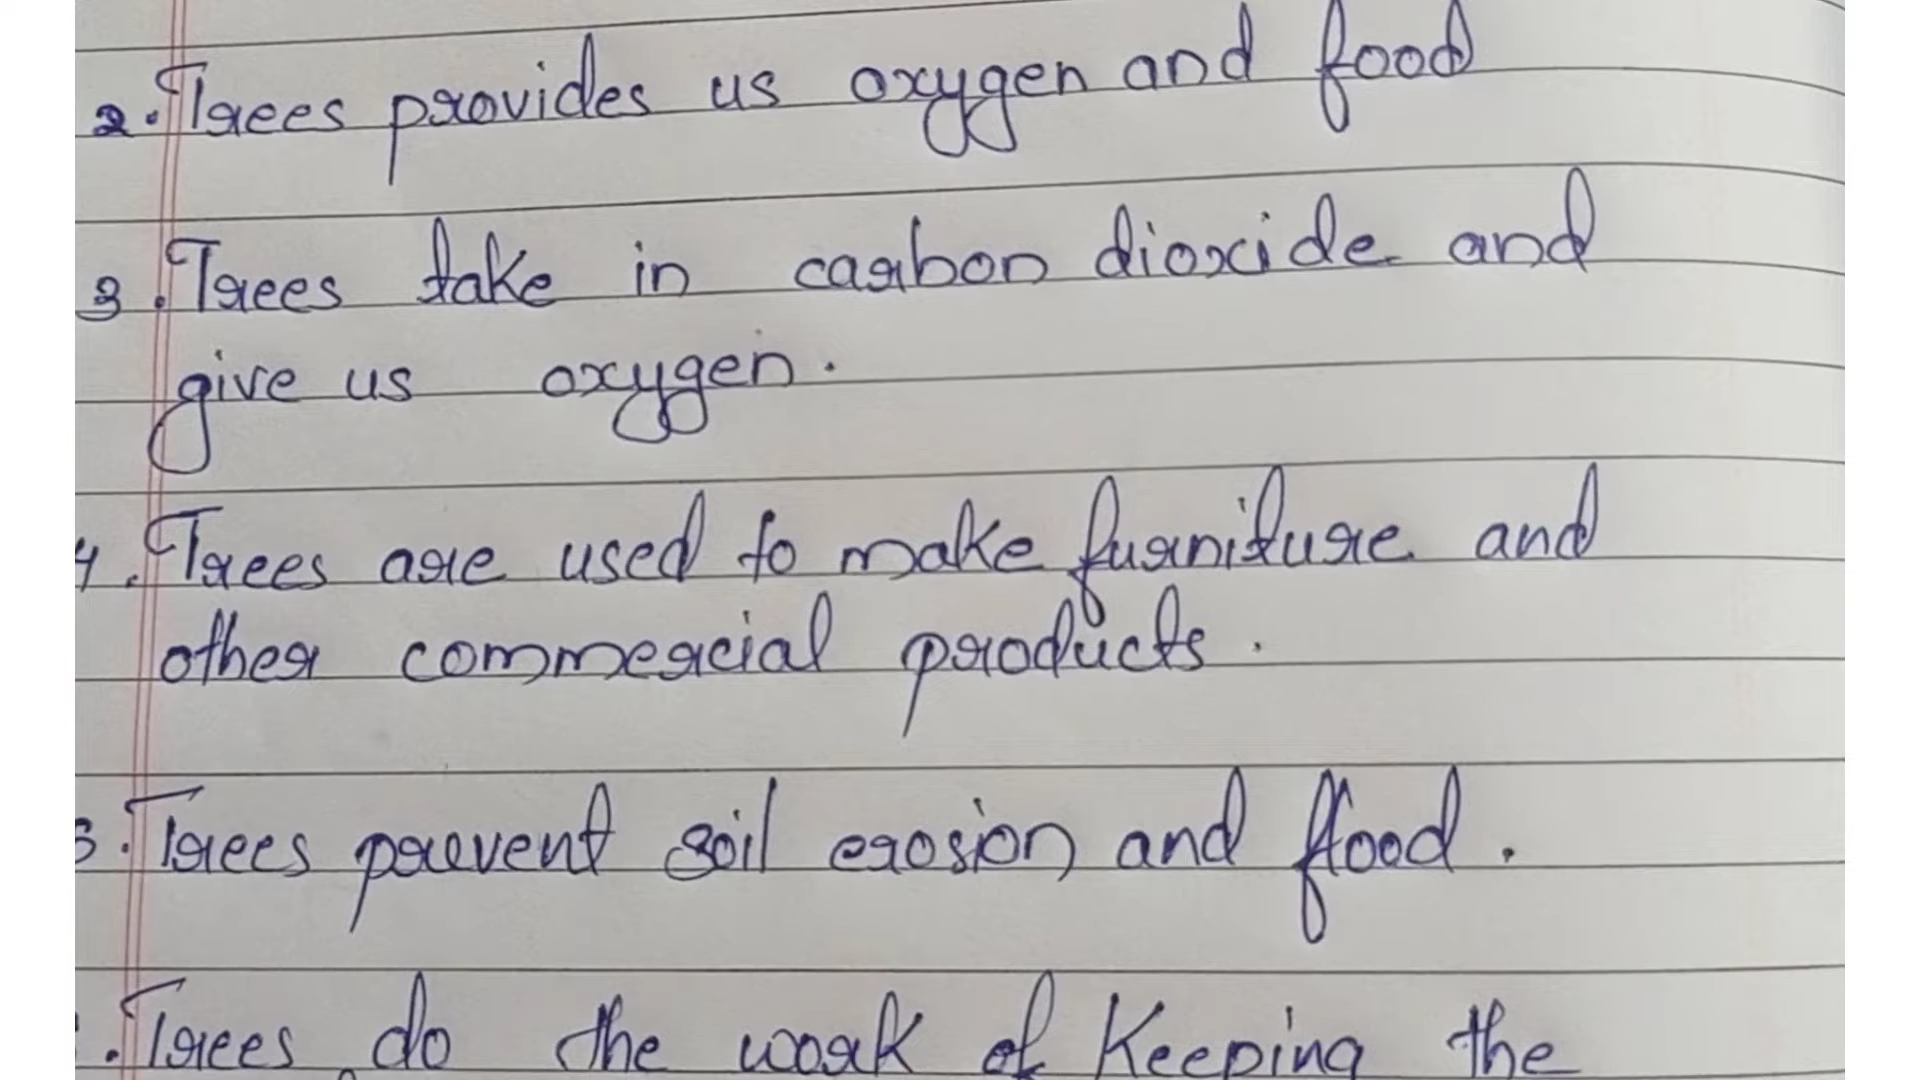 2. Trees provides us oxygen and food
3. Trees take in carbon dioxide and
give us oxygen.
4. Trees are used to make furniture and
other commercial products.
5. Trees prevent soil erosion and flood.
. Trees do the work of Keeping the